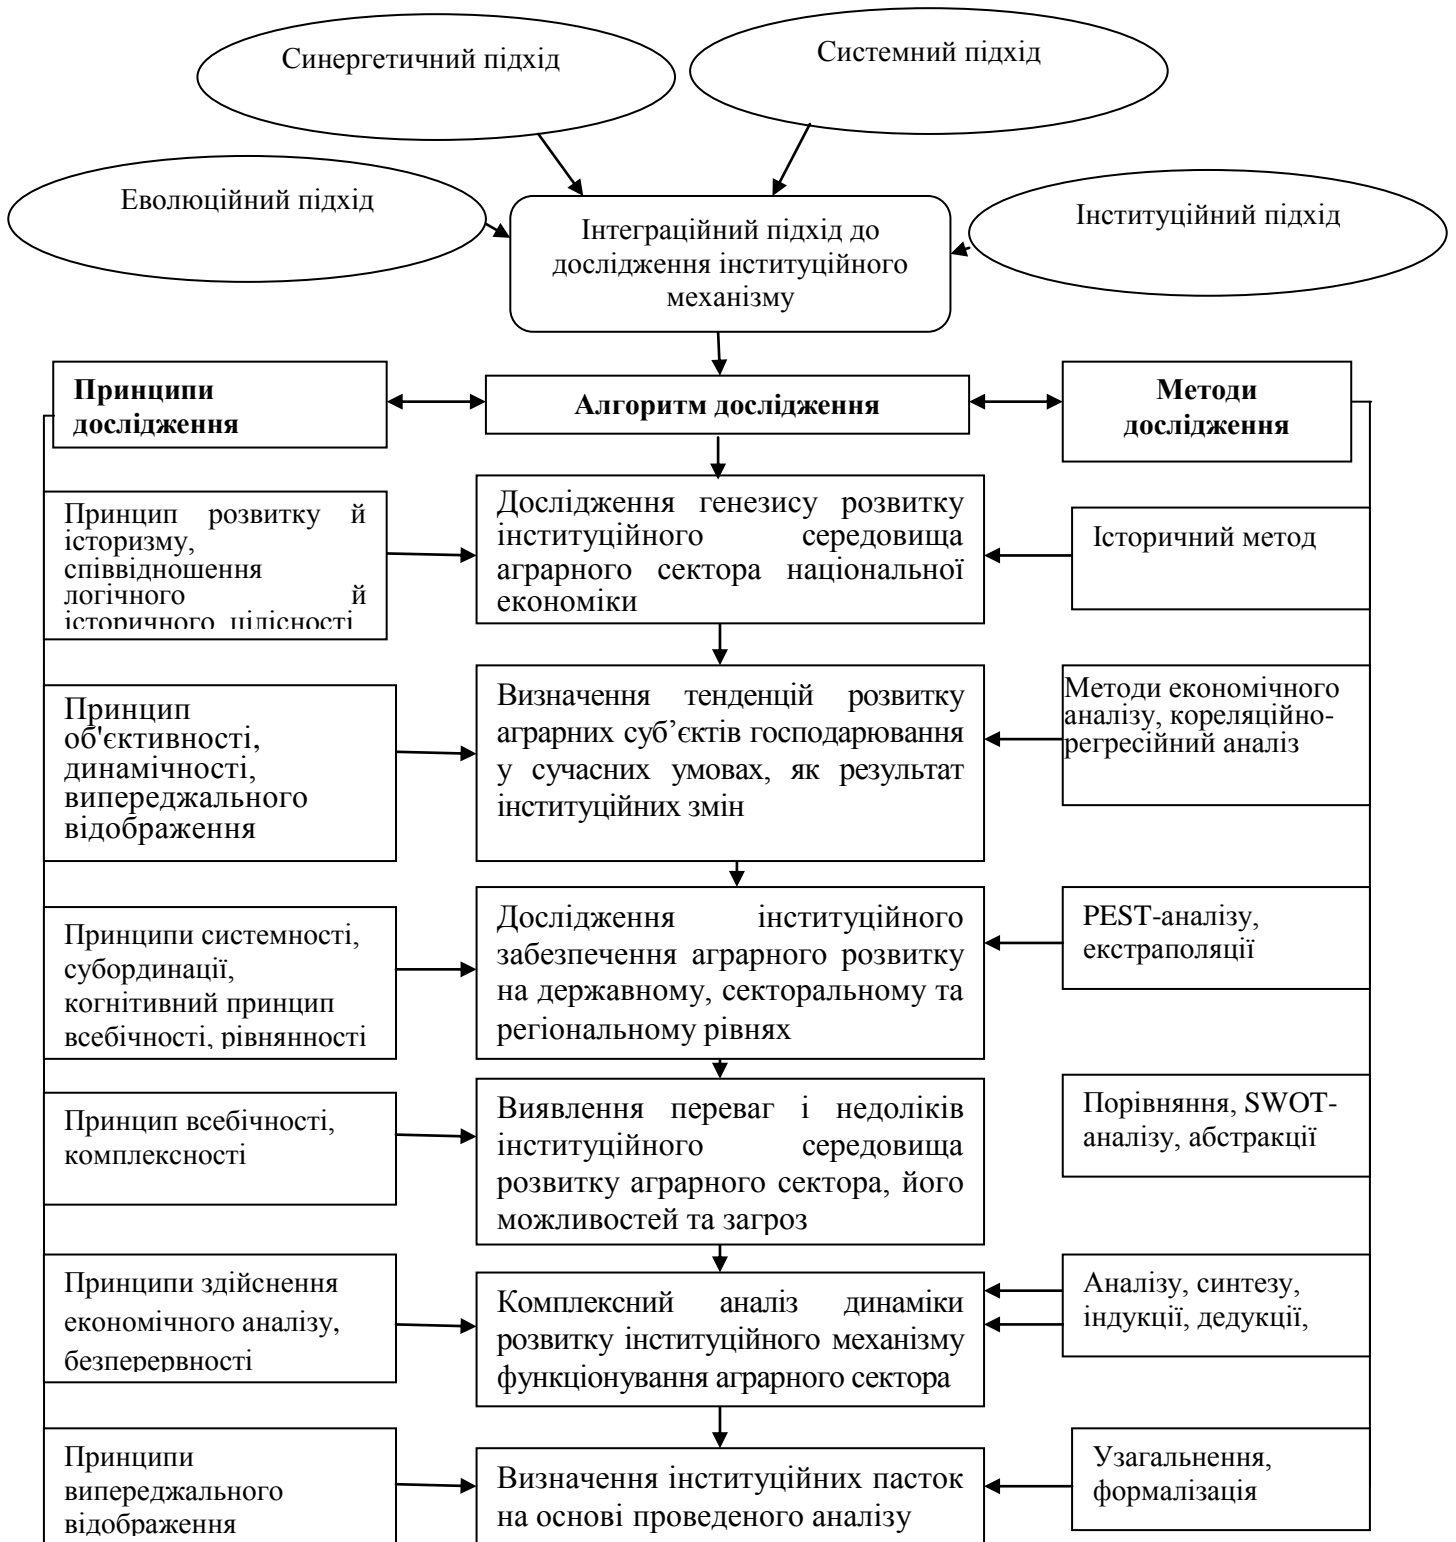 Синергетичний підхід
Системний підхід
Еволюційний підхід
Інституційний підхід
Інтеграційний підхід до
дослідження інституційного
механізму
Принципи
дослідження
Алгоритм дослідження
Методи
дослідження
Принцип розвитку й
історизму,
співвідношення
логічного й
історичного цілісності
Дослідження генезису розвитку
інституційного середовища
аграрного сектора національної
економіки
Історичний метод
Принцип
об'єктивності,
динамічності,
випереджального
відображення
Визначення тенденцій розвитку
аграрних суб’єктів господарювання
у сучасних умовах, як результат
інституційних змін
Методи економічного
аналізу, кореляційно-
регресійний аналіз
Принципи системності,
субординації,
когнітивний принцип
всебічності, рівнянності
Дослідження інституційного
забезпечення аграрного розвитку
на державному, секторальному та
регіональному рівнях
PEST-аналізу,
екстраполяції
Принцип всебічності,
комплексності
Виявлення переваг і недоліків
інституційного середовища
розвитку аграрного сектора, його
можливостей та загроз
Порівняння, SWOT-
аналізу, абстракції
Принципи здійснення
економічного аналізу,
безперервності
Комплексний аналіз динаміки
розвитку інституційного механізму
функціонування аграрного сектора
Аналізу, синтезу,
індукції, дедукції,
Принципи
випереджального
відображення
Визначення інституційних пасток
на основі проведеного аналізу
Узагальнення,
формалізація